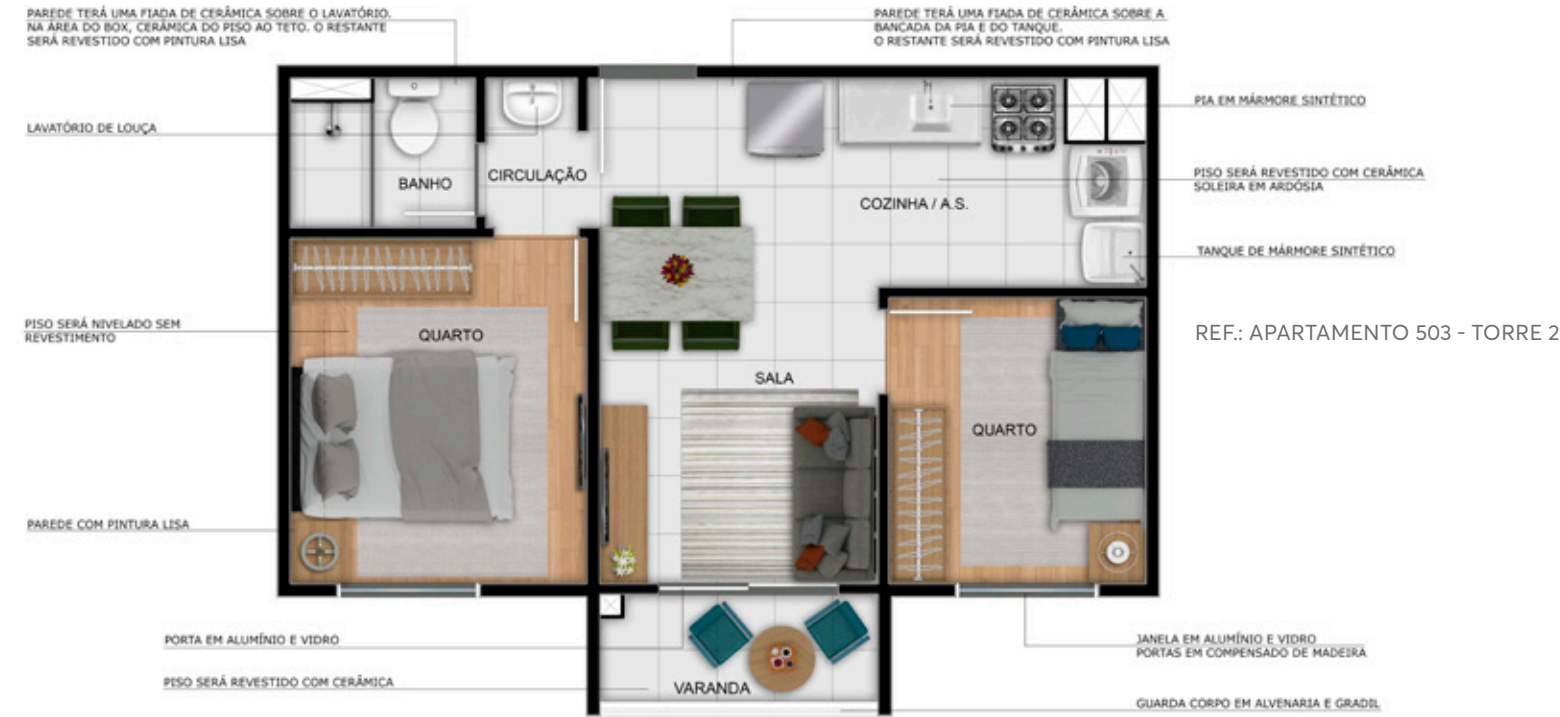 PAREDE TERÁ UMA FIADA DE CERÂMICA SOBRE O LAVATÓRIO.
NA ÁREA DO BOX, CERÂMICA DO PISO AO TETO. O RESTANTE
SERÁ REVESTIDO COM PINTURA LISA
PAREDE TERÁ UMA FIADA DE CERÂMICA SOBRE A
BANCADA DA PIA E DO TANQUE.
O RESTANTE SERÁ REVESTIDO COM PINTURA LISA
LAVATÓRIO DE LOUÇA
PIA EM MÁRMORE SINTÉTICO
BANHO
CIRCULAÇÃO
COZINHA / A.S.
PISO SERÁ REVESTIDO COM CERÂMICA
SOLEIRA EM ARDÓSIA
TANQUE DE MÁRMORE SINTÉTICO
PISO SERÁ NIVELADO SEM
REVESTIMENTO
QUARTO
REF.: APARTAMENTO 503 - TORRE 2
SALA
QUARTO
PAREDE COM PINTURA LISA
PORTA EM ALUMÍNIO E VIDRO
JANELA EM ALUMÍNIO E VIDRO
PORTAS EM COMPENSADO DE MADEIRA
PISO SERÁ REVESTIDO COM CERÂMICA
VARANDA
GUARDA CORPO EM ALVENARIA E GRADIL